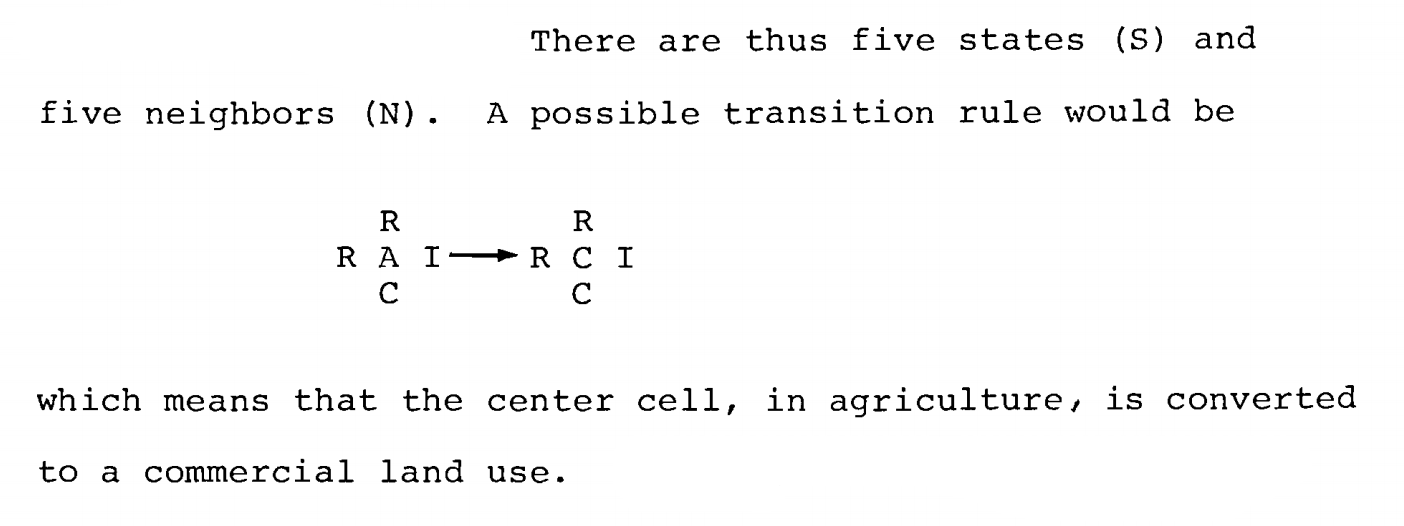 There are thus five states (S) and
five neighbors (N). A possible transition rule would be
R R
R A I → R C I
C C
which means that the center cell, in agriculture, is converted
to a commercial land use.